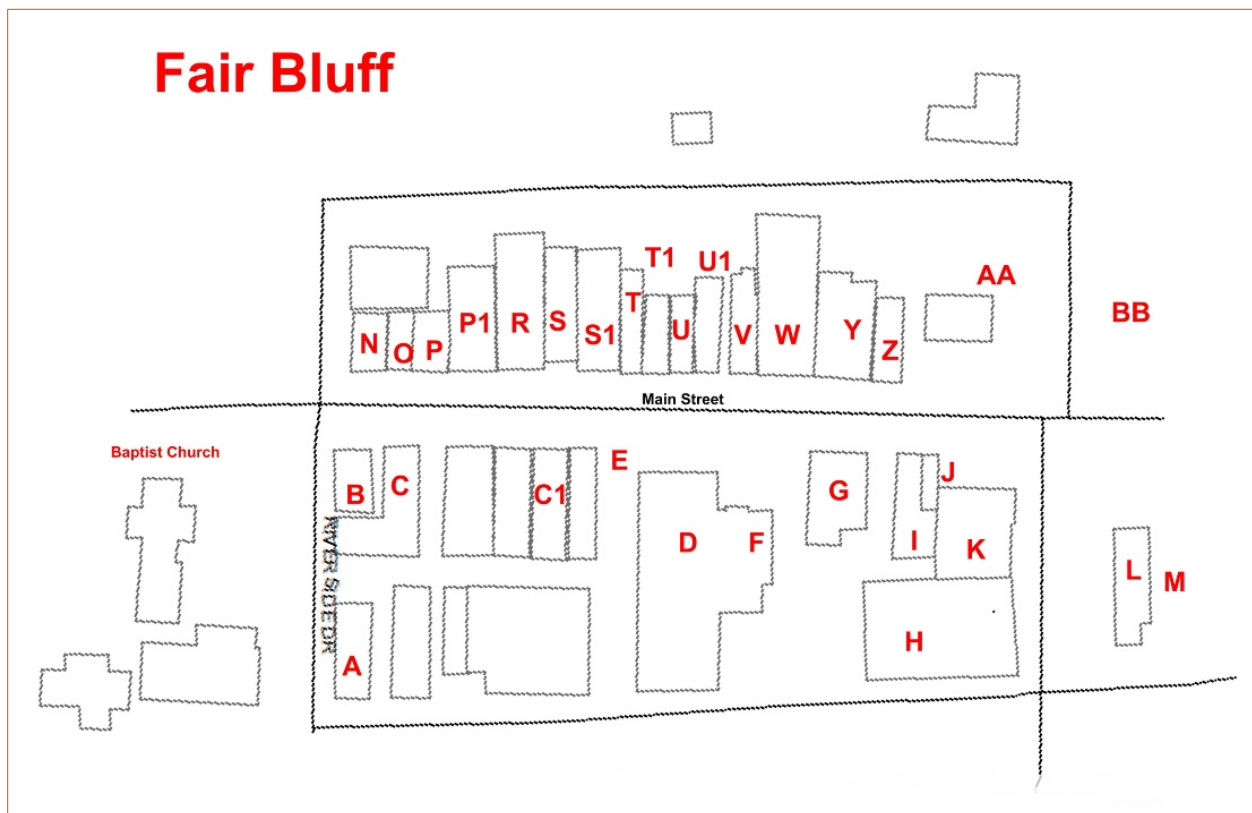 Fair Bluff
T1
U1
AA
BB
N
O
P
P1
R
S
S1
T
U
V
W
Y
Z
Main Street
Baptist Church
B
C
C1
E
D
F
G
J
I
K
L
M
H
A
RIVER SIDE DR